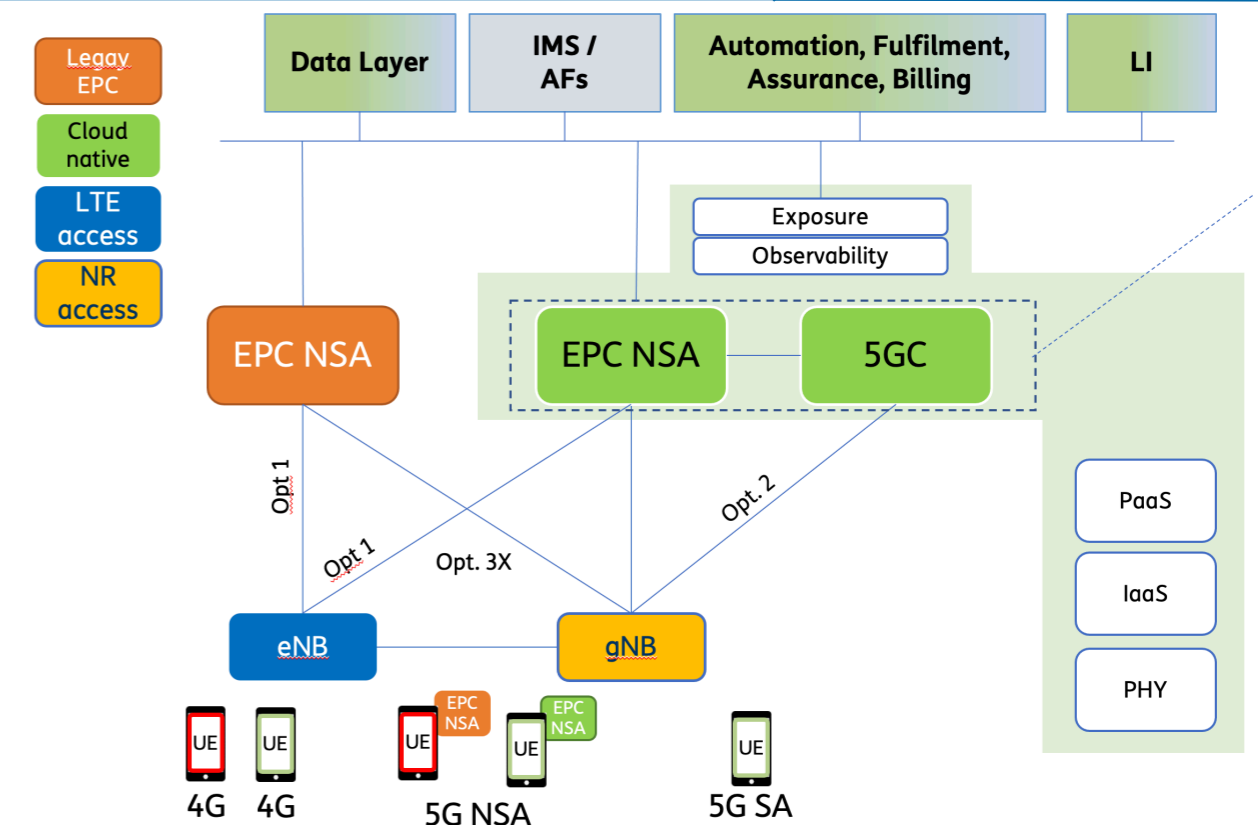 Legay
EPC
Cloud
native
LTE
access
NR
access
Data Layer
IMS /
AFs
Automation, Fulfilment,
Assurance, Billing
LI
Exposure
Observability
EPC NSA
EPC NSA
5GC
Opt 1
Opt 1
Opt. 3X
Opt. 2
PaaS
IaaS
PHY
eNB
gNB
EPC
NSA
EPC
NSA
UE
UE
UE
UE
UE
4G
4G
5G NSA
5G SA